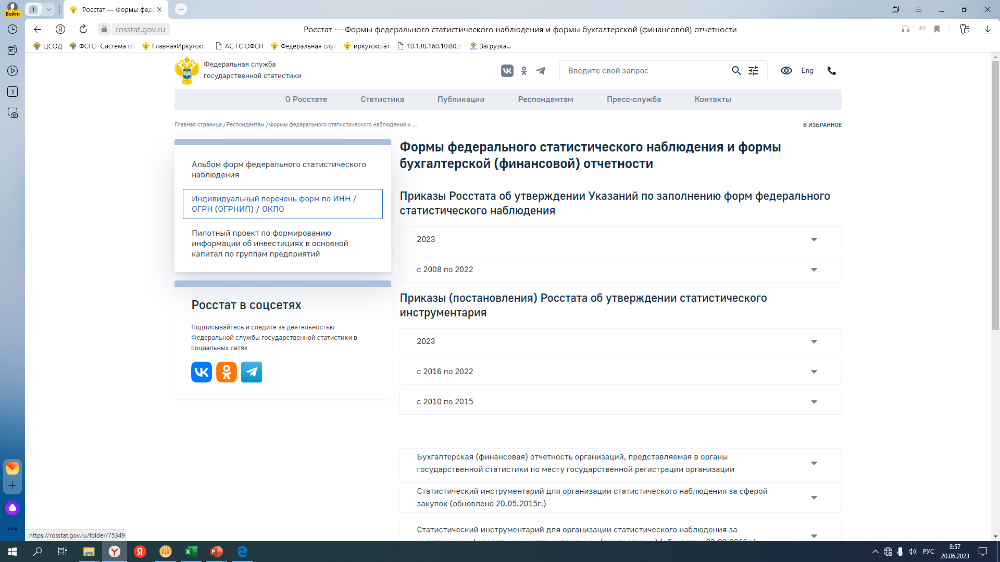 Войти
1
Росстат — Формы феде
rosstat.gov.ru
Росстат — Формы федерального статистического наблюдения и формы бухгалтерской (финансовой) отчетности
ЦСОД
ФСГС- Система сб
ГлавнаяИркутскст
АС ГС ОФСН
Федеральная слу
иркутскстат
10.138.160.10:802
Загрузка...
1
Федеральная служба
государственной статистики
Введите свой запрос
Eng
О Росстате
Статистика
Публикации
Респондентам
Пресс-служба
Контакты
Главная страница / Респондентам / Формы федерального статистического наблюдения и ...
В ИЗБРАННОЕ
Альбом форм федерального статистического
наблюдения
Индивидуальный перечень форм по ИНН /
ОГРН (ОГРНИП) / ОКПО
Пилотный проект по формированию
информации об инвестициях в основной
капитал по группам предприятий
Росстат в соцсетях
Подписывайтесь и следите за деятельностью
Федеральной службы государственной статистики в
социальных сетях
Формы федерального статистического наблюдения и формы
бухгалтерской (финансовой) отчетности
Приказы Росстата об утверждении Указаний по заполнению форм федерального
статистического наблюдения
2023
с 2008 по 2022
Приказы (постановления) Росстата об утверждении статистического
инструментария
2023
с 2016 по 2022
с 2010 по 2015
Бухгалтерская (финансовая) отчетность организаций, представляемая в органы
государственной статистики по месту государственной регистрации организации
Статистический инструментарий для организации статистического наблюдения за сферой
закупок (обновлено 20.05.2015г.)
Статистический инструментарий для организации статистического наблюдения за
https://rosstat.gov.ru/folder/75349
РУС
8:57
20.06.2023